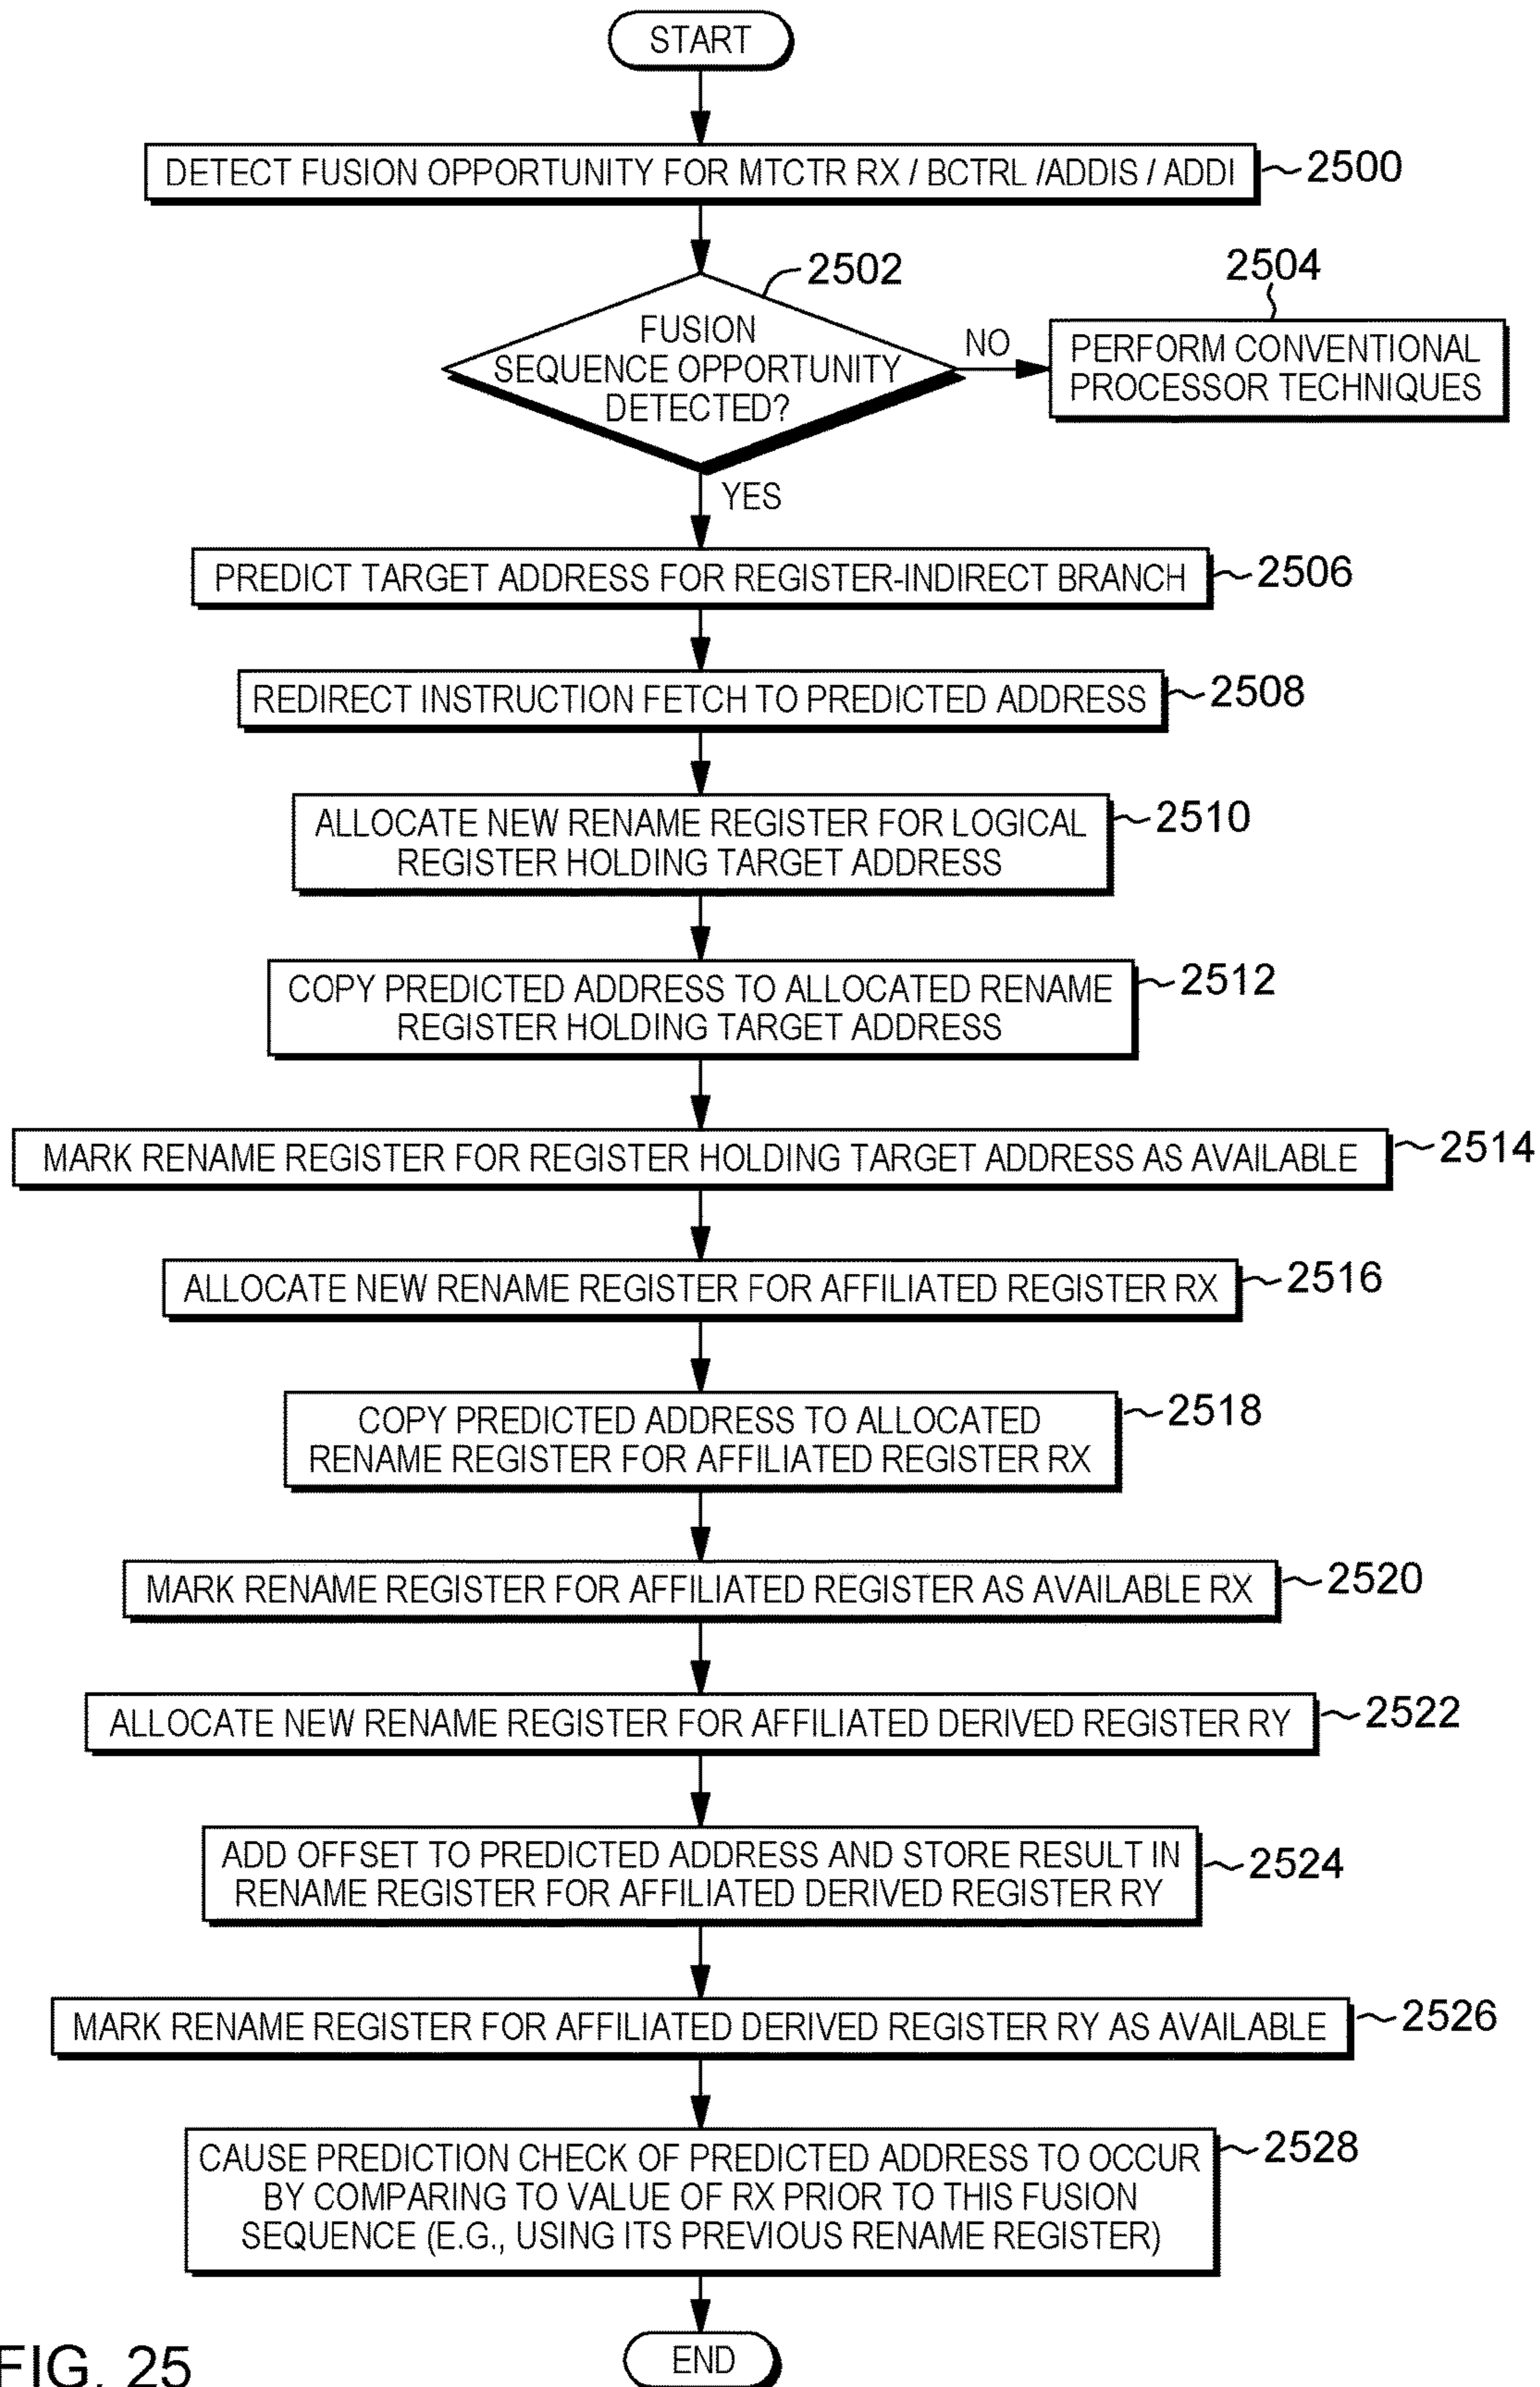 START
DETECT FUSION OPPORTUNITY FOR MTCTR RX / BCTRL /ADDIS / ADDI
2500
2502
FUSION
SEQUENCE OPPORTUNITY
DETECTED?
NO
2504
PERFORM CONVENTIONAL
PROCESSOR TECHNIQUES
YES
PREDICT TARGET ADDRESS FOR REGISTER-INDIRECT BRANCH
2506
REDIRECT INSTRUCTION FETCH TO PREDICTED ADDRESS
2508
ALLOCATE NEW RENAME REGISTER FOR LOGICAL
REGISTER HOLDING TARGET ADDRESS
2510
COPY PREDICTED ADDRESS TO ALLOCATED RENAME
REGISTER HOLDING TARGET ADDRESS
2512
MARK RENAME REGISTER FOR REGISTER HOLDING TARGET ADDRESS AS AVAILABLE
2514
ALLOCATE NEW RENAME REGISTER FOR AFFILIATED REGISTER RX
2516
COPY PREDICTED ADDRESS TO ALLOCATED
RENAME REGISTER FOR AFFILIATED REGISTER RX
2518
MARK RENAME REGISTER FOR AFFILIATED REGISTER AS AVAILABLE RX
2520
ALLOCATE NEW RENAME REGISTER FOR AFFILIATED DERIVED REGISTER RY
2522
ADD OFFSET TO PREDICTED ADDRESS AND STORE RESULT IN
RENAME REGISTER FOR AFFILIATED DERIVED REGISTER RY
2524
MARK RENAME REGISTER FOR AFFILIATED DERIVED REGISTER RY AS AVAILABLE
2526
CAUSE PREDICTION CHECK OF PREDICTED ADDRESS TO OCCUR
BY COMPARING TO VALUE OF RX PRIOR TO THIS FUSION
SEQUENCE (E.G., USING ITS PREVIOUS RENAME REGISTER)
2528
END
FIG. 25